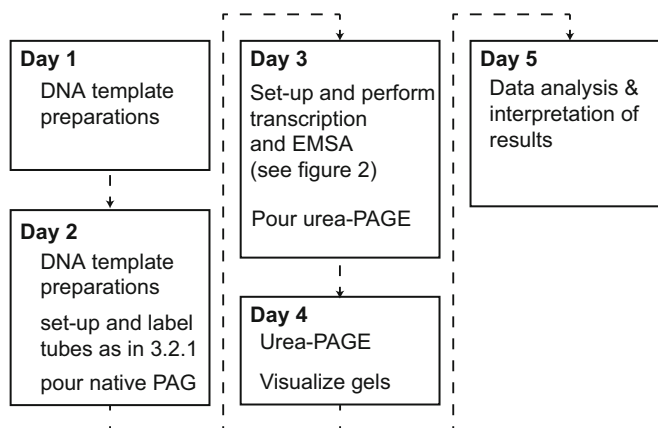 Day 1
DNA template
preparations
Day 2
DNA template
preparations
set-up and label
tubes as in 3.2.1
pour native PAG
Day 3
Set-up and perform
transcription
and EMSA
(see figure 2)
Pour urea-PAGE
Day 4
Urea-PAGE
Visualize gels
Day 5
Data analysis &
interpretation of
results